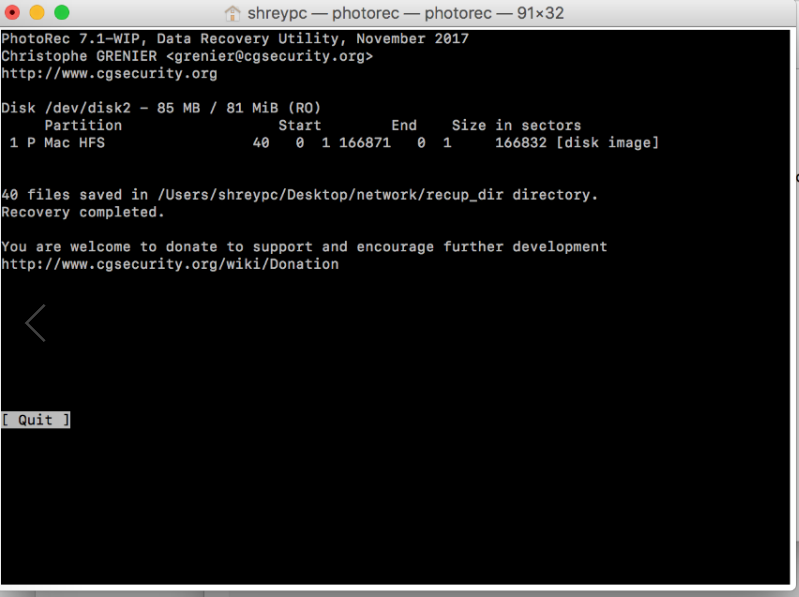 shreypc — photorec — photorec — 91×32
PhotoRec 7.1-WIP, Data Recovery Utility, November 2017
Christophe GRENIER <grenier@cgsecurity.org>
http://www.cgsecurity.org
Disk /dev/disk2 - 85 MB / 81 MiB (RO)
Partition Start End Size in sectors
1 P Mac HFS 40 0 1 166871 0 1 166832 [disk image]
40 files saved in /Users/shreypc/Desktop/network/recup_dir directory.
Recovery completed.
You are welcome to donate to support and encourage further development
http://www.cgsecurity.org/wiki/Donation
[ Quit ]